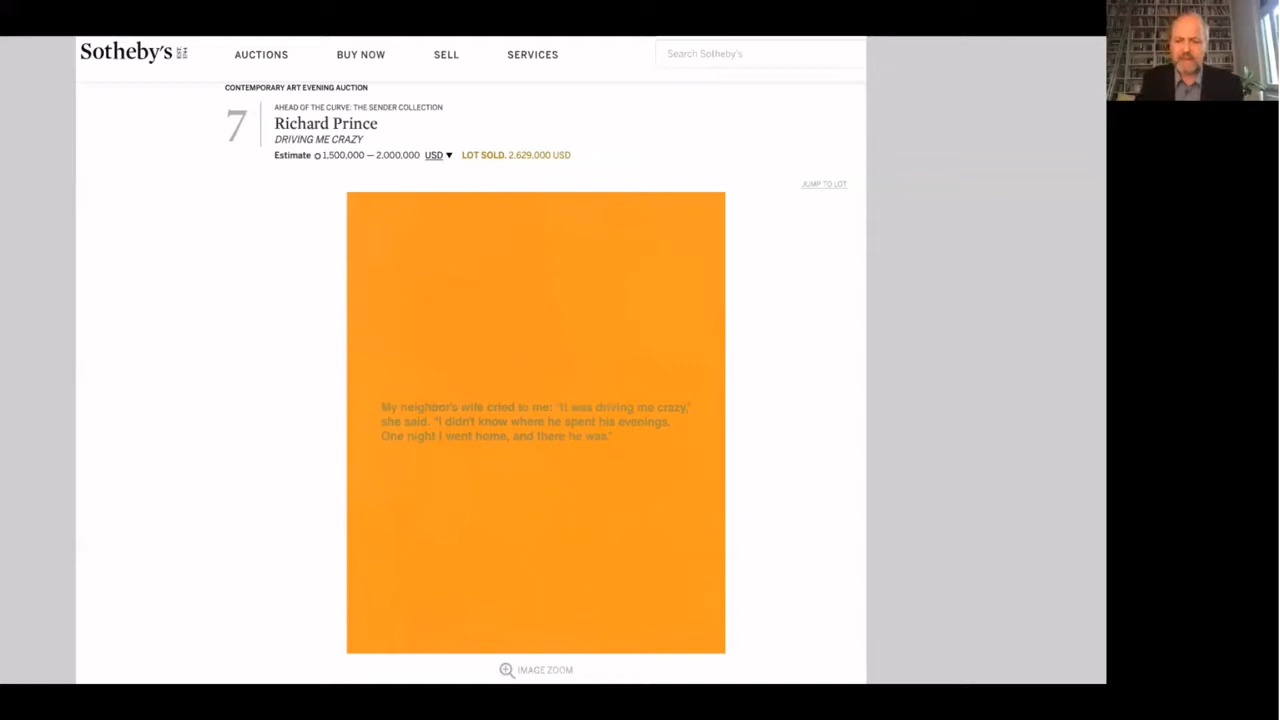 Sotheby's EST. 1744
AUCTIONS BUY NOW SELL SERVICES Search Sotheby's
CONTEMPORARY ART EVENING AUCTION
7
AHEAD OF THE CURVE: THE SENDER COLLECTION
Richard Prince
DRIVING ME CRAZY
Estimate 1,500,000 — 2,000,000 USD ▼ LOT SOLD. 2,629,000 USD
JUMP TO LOT
My neighbor's wife cried to me: "It was driving me crazy,"
she said. "I didn't know where he spent his evenings.
One night I went home, and there he was."
IMAGE ZOOM